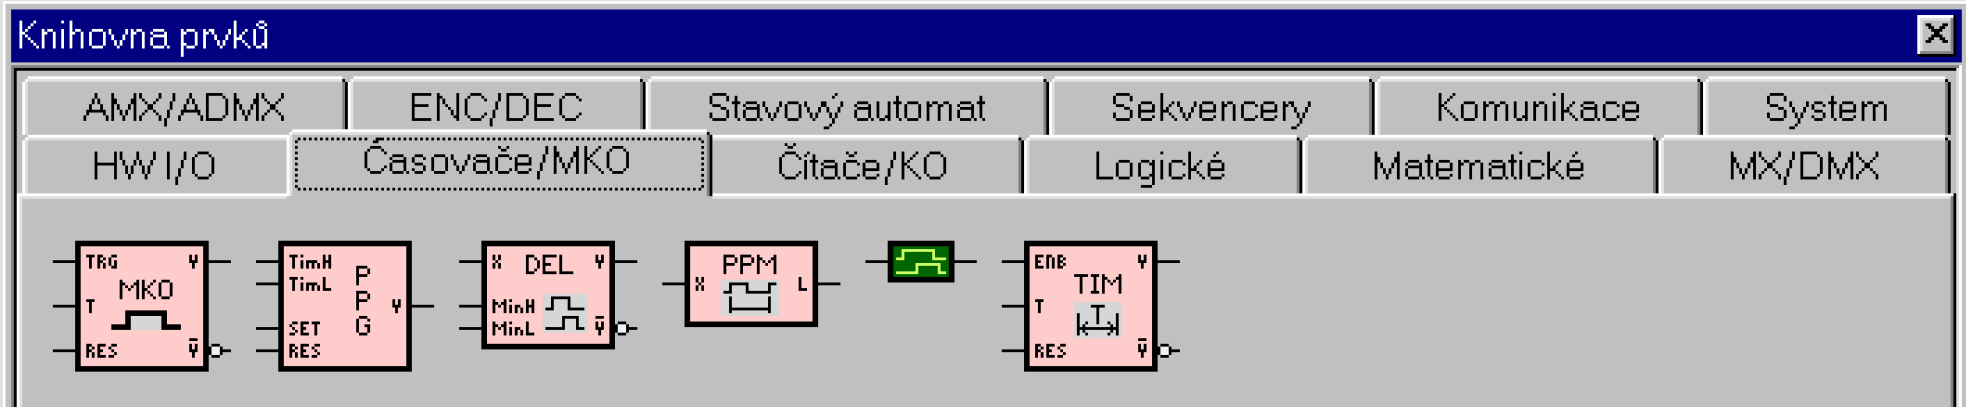 Knihovna prvků
AMX/ADMX ENC/DEC Stavový automat Sekvencery Komunikace System
HW I/O Časovače/MKO Čítače/KO Logické Matematické MX/DMX
TRG Y
MKO
T
RES Y
TimH
TimL
PPG
Y
SET
RES
X DEL Y
MinH
MinL Y
PPM
X L
ENB Y
TIM
T
T
RES Y